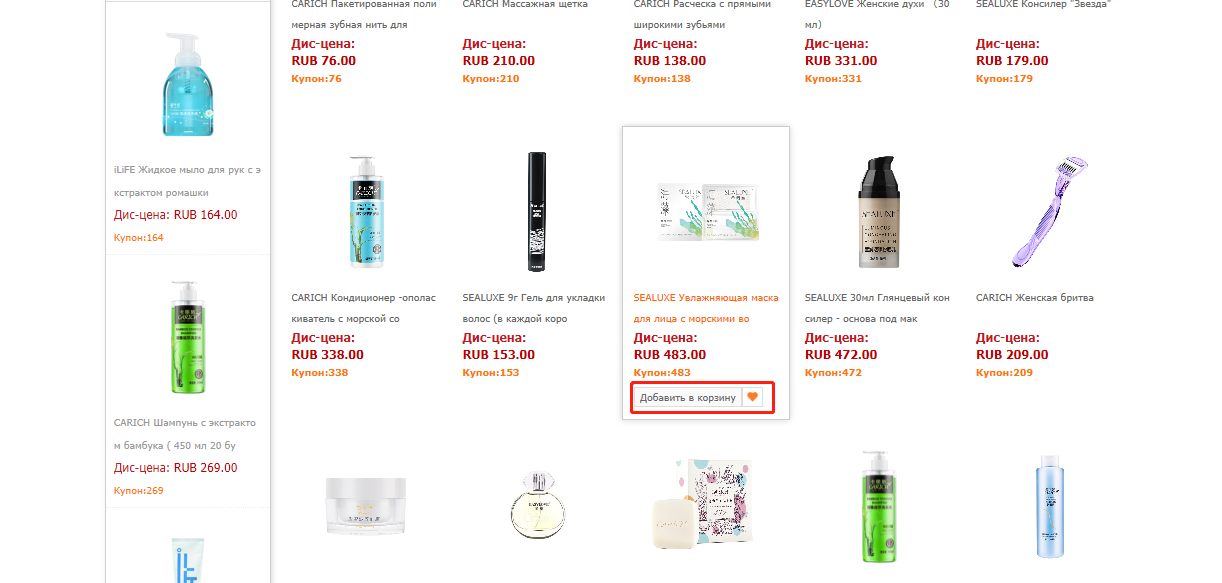 CARICH Пакетированная поли
мерная зубная нить для
Дис-цена:
RUB 76.00
Купон:76
CARICH Массажная щетка
Дис-цена:
RUB 210.00
Купон:210
CARICH Расческа с прямыми
широкими зубьями
Дис-цена:
RUB 138.00
Купон:138
EASYLOVE Женские духи （30
мл）
Дис-цена:
RUB 331.00
Купон:331
SEALUXE Консилер "Звезда"
Дис-цена:
RUB 179.00
Купон:179
iLiFE Жидкое мыло для рук с э
кстрактом ромашки
Дис-цена: RUB 164.00
Купон:164
CARICH Шампунь с экстракто
м бамбука ( 450 мл 20 бу
Дис-цена: RUB 269.00
Купон:269
CARICH Кондиционер -ополас
киватель с морской со
Дис-цена:
RUB 338.00
Купон:338
SEALUXE 9г Гель для укладки
волос (в каждой коро
Дис-цена:
RUB 153.00
Купон:153
SEALUXE
SEALUXE
SEALUXE Увлажняющая маска
для лица с морскими во
Дис-цена:
RUB 483.00
Купон:483
Добавить в корзину
SEALUXE
LUMINOUS
FOUNDATION
SEALUXE 30мл Глянцевый кон
силер - основа под мак
Дис-цена:
RUB 472.00
Купон:472
CARICH Женская бритва
Дис-цена:
RUB 209.00
Купон:209